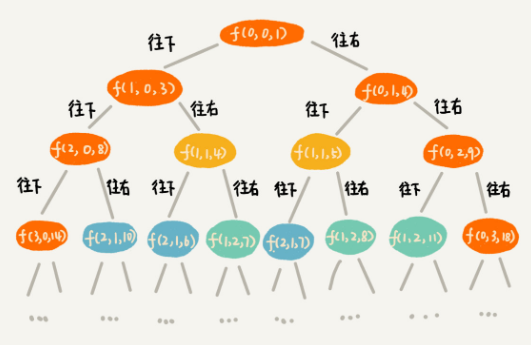 f(0,0,1)
往下 往右
f(1,0,3) f(0,1,4)
往下 往右 往下 往右
f(2,0,8) f(1,1,4) f(1,1,5) f(0,2,9)
往下 往右 往下 往右 往下 往右 往下 往右
f(3,0,14) f(2,1,10) f(2,1,6) f(1,2,7) f(2,1,7) f(1,2,8) f(1,2,11) f(0,3,18)
... ... ... ... ... ... ... ...